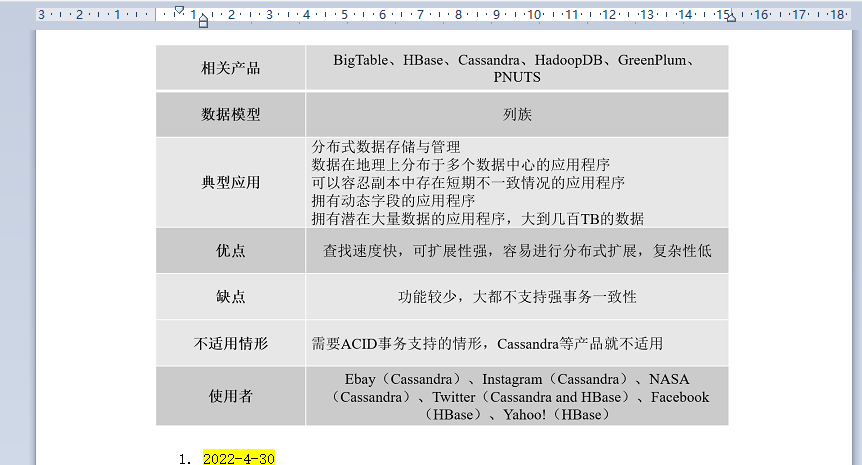 3 2 1 1 2 3 4 5 6 7 8 9 10 11 12 13 14 15 16 17 18
相关产品
BigTable、HBase、Cassandra、HadoopDB、GreenPlum、
PNUTS
数据模型
列族
典型应用
分布式数据存储与管理
数据在地理上分布于多个数据中心的应用程序
可以容忍副本中存在短期不一致情况的应用程序
拥有动态字段的应用程序
拥有潜在大量数据的应用程序，大到几百TB的数据
优点
查找速度快，可扩展性强，容易进行分布式扩展，复杂性低
缺点
功能较少，大都不支持强事务一致性
不适用情形
需要ACID事务支持的情形，Cassandra等产品就不适用
使用者
Ebay（Cassandra）、Instagram（Cassandra）、NASA
（Cassandra）、Twitter（Cassandra and HBase）、Facebook
（HBase）、Yahoo!（HBase）
1. 2022-4-30